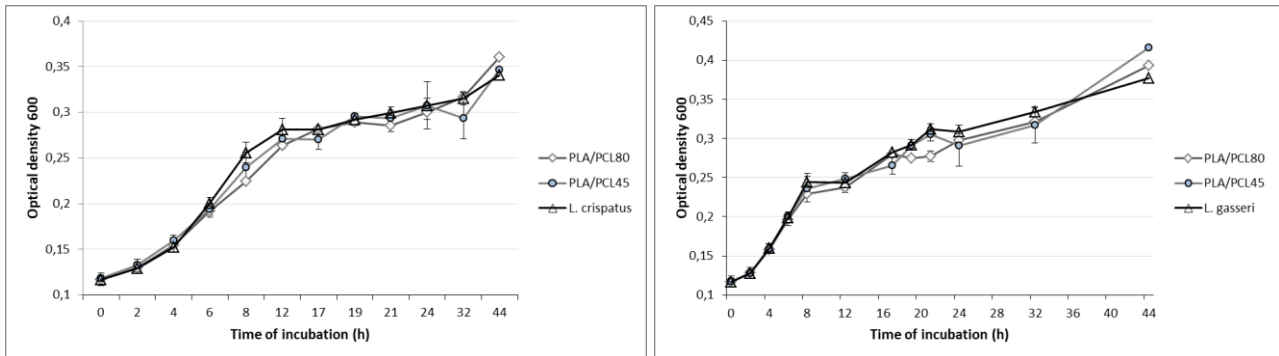 0,4
0,35
0,3
0,25
0,2
0,15
0,1
Optical density 600
0 2 4 6 8 12 17 19 21 24 32 44
Time of incubation (h)
PLA/PCL80
PLA/PCL45
L. crispatus
0,45
0,4
0,35
0,3
0,25
0,2
0,15
0,1
Optical density 600
0 4 8 12 16 20 24 28 32 36 40 44
Time of incubation (h)
PLA/PCL80
PLA/PCL45
L. gasseri